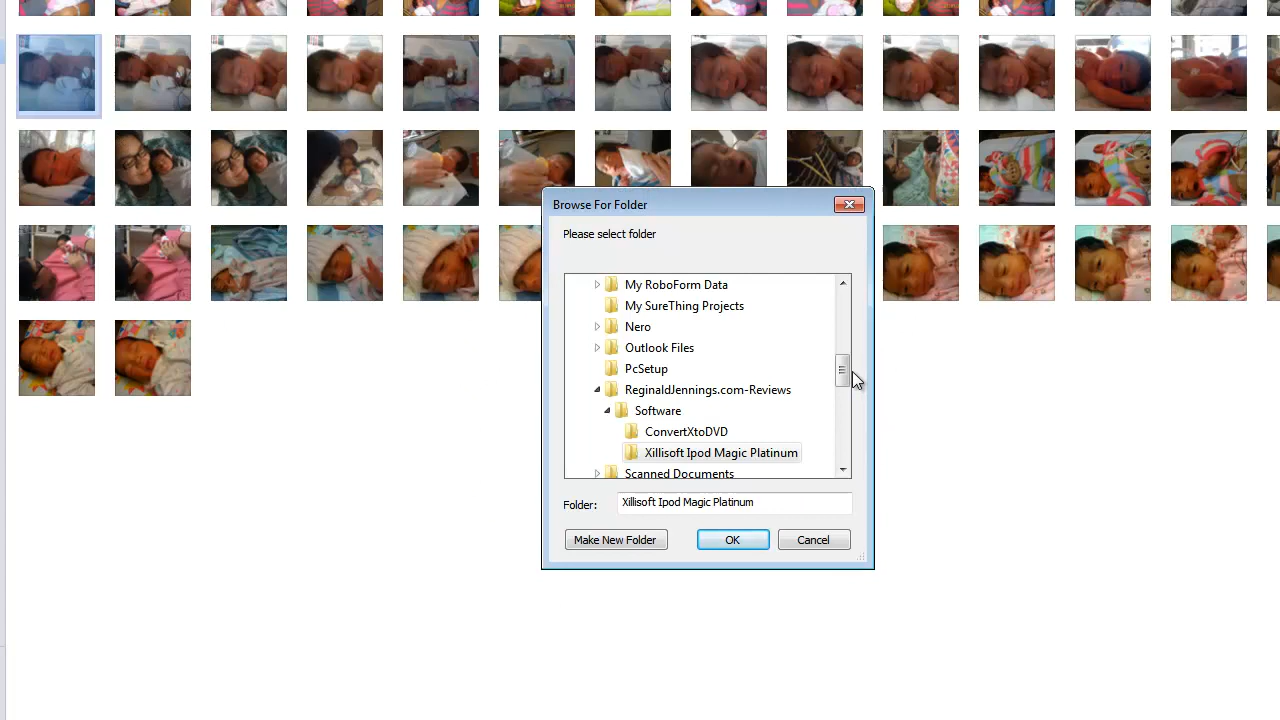 Browse For Folder
Please select folder
My RoboForm Data
My SureThing Projects
Nero
Outlook Files
PcSetup
ReginaldJennings.com-Reviews
Software
ConvertXtoDVD
Xillisoft Ipod Magic Platinum
Scanned Documents
Folder: Xillisoft Ipod Magic Platinum
Make New Folder OK Cancel